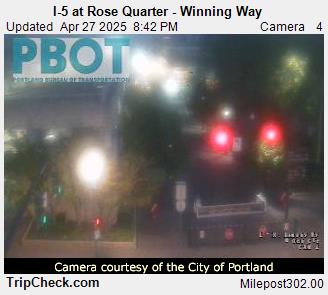 I-5 at Rose Quarter - Winning Way
Updated Apr 27 2025 8:42 PM Camera 4
PBOT
PORTLAND BUREAU OF TRANSPORTATION
Camera courtesy of the City of Portland
TripCheck.com Milepost302.00